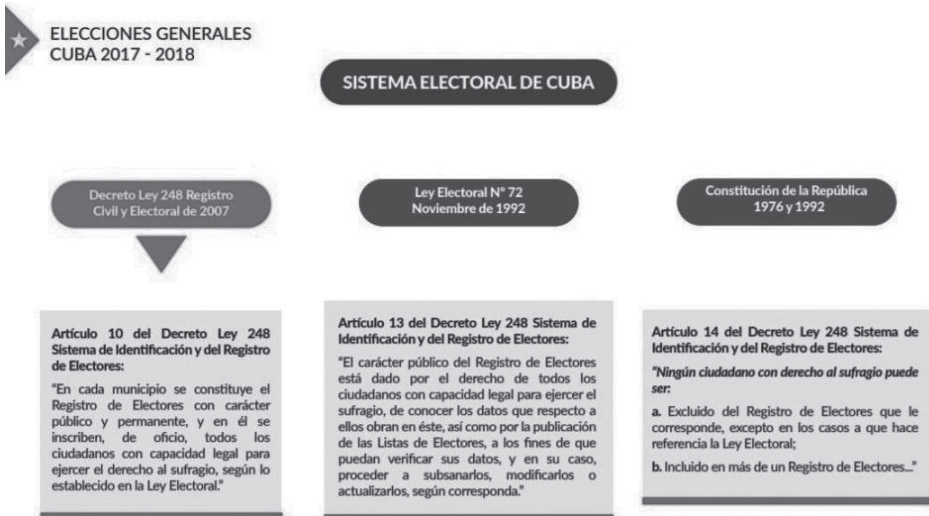 ELECCIONES GENERALES
CUBA 2017 - 2018
SISTEMA ELECTORAL DE CUBA
Decreto Ley 248 Registro
Civil y Electoral de 2007
Ley Electoral Nº 72
Noviembre de 1992
Constitución de la República
1976 y 1992
Artículo 10 del Decreto Ley 248
Sistema de Identificación y del Registro
de Electores:
"En cada municipio se constituye el
Registro de Electores con carácter
público y permanente, y en él se
inscriben, de oficio, todos los
ciudadanos con capacidad legal para
ejercer el derecho al sufragio, según lo
establecido en la Ley Electoral."
Artículo 13 del Decreto Ley 248 Sistema de
Identificación y del Registro de Electores:
"El carácter público del Registro de Electores
está dado por el derecho de todos los
ciudadanos con capacidad legal para ejercer el
sufragio, de conocer los datos que respecto a
ellos obran en éste, así como por la publicación
de las Listas de Electores, a los fines de que
puedan verificar sus datos, y en su caso,
proceder a subsanarlos, modificarlos o
actualizarlos, según corresponda."
Artículo 14 del Decreto Ley 248 Sistema de
Identificación y del Registro de Electores:
"Ningún ciudadano con derecho al sufragio puede
ser:
a. Excluido del Registro de Electores que le
corresponde, excepto en los casos a que hace
referencia la Ley Electoral;
b. Incluido en más de un Registro de Electores..."